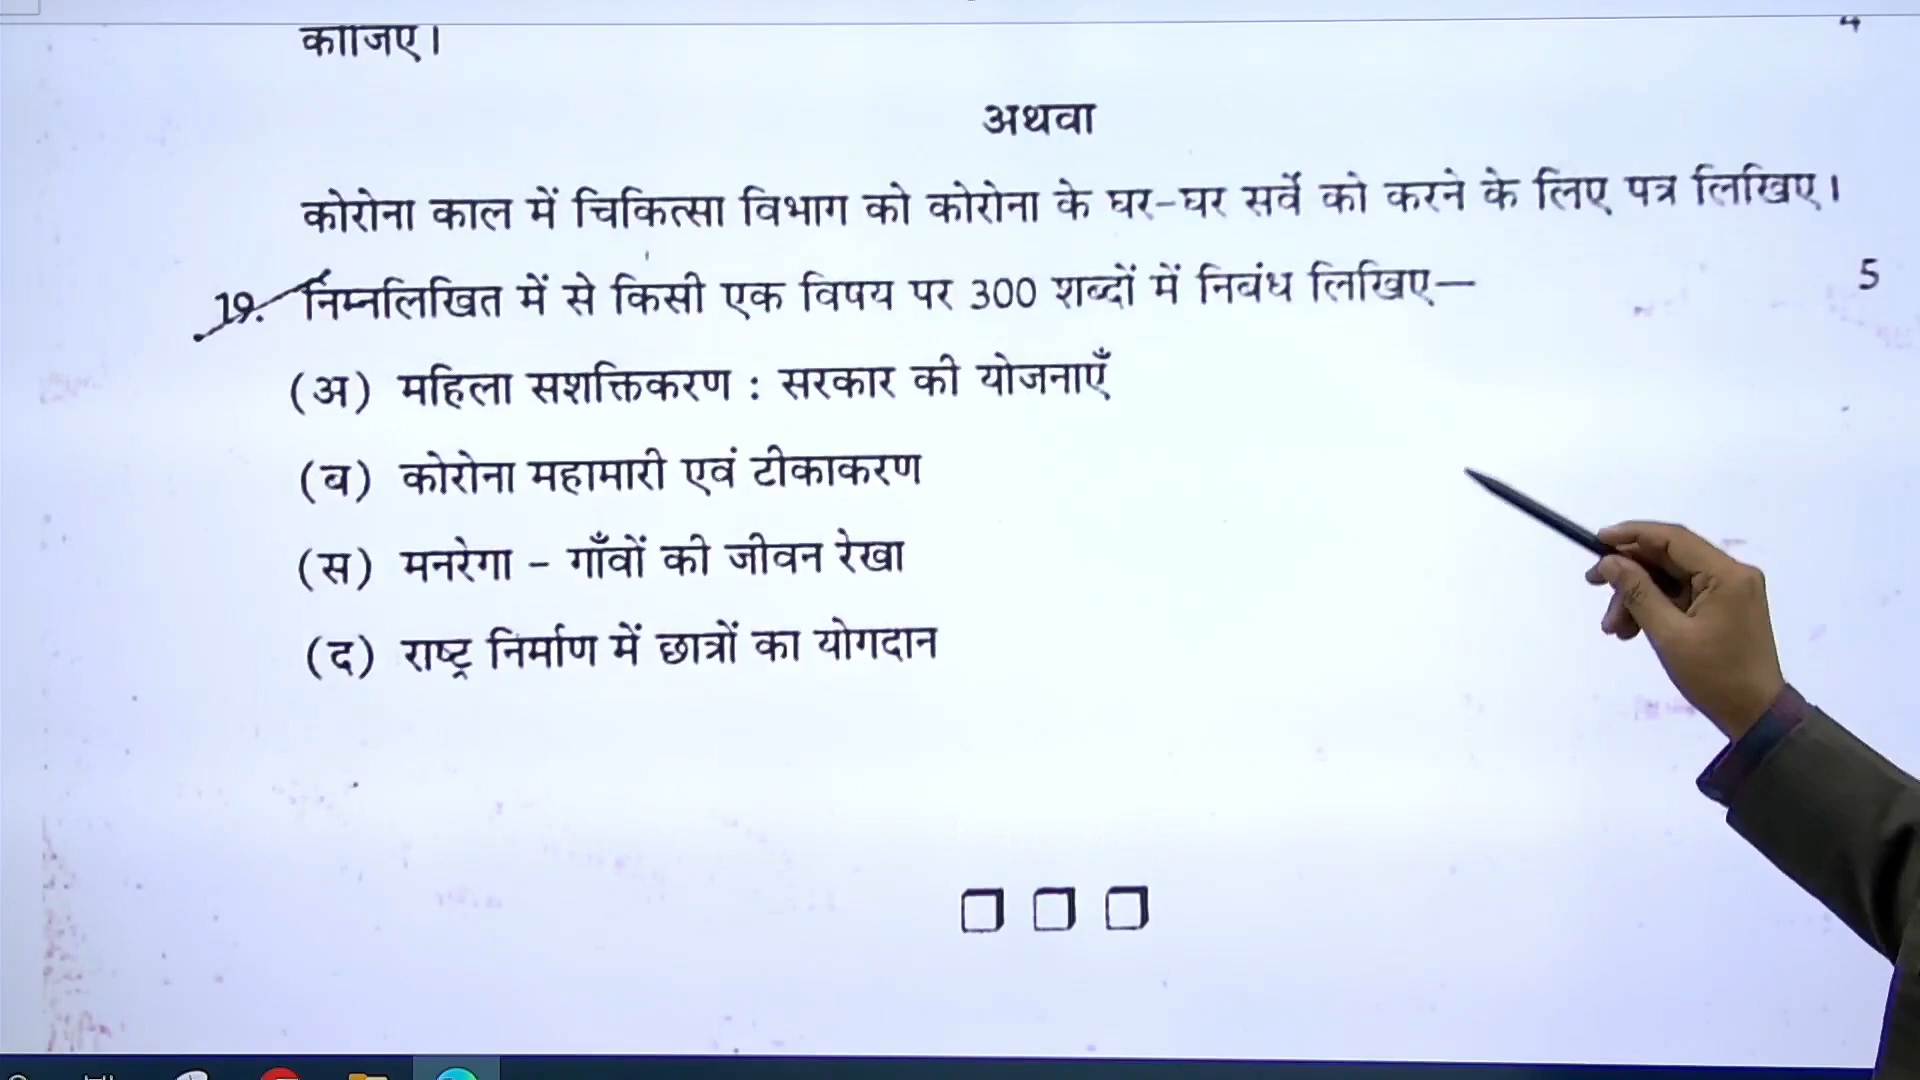 कीजिए। 4
अथवा
कोरोना काल में चिकित्सा विभाग को कोरोना के घर-घर सर्वे को करने के लिए पत्र लिखिए।
19. निम्नलिखित में से किसी एक विषय पर 300 शब्दों में निबंध लिखिए— 5
(अ) महिला सशक्तिकरण : सरकार की योजनाएँ
(ब) कोरोना महामारी एवं टीकाकरण
(स) मनरेगा – गाँवों की जीवन रेखा
(द) राष्ट्र निर्माण में छात्रों का योगदान